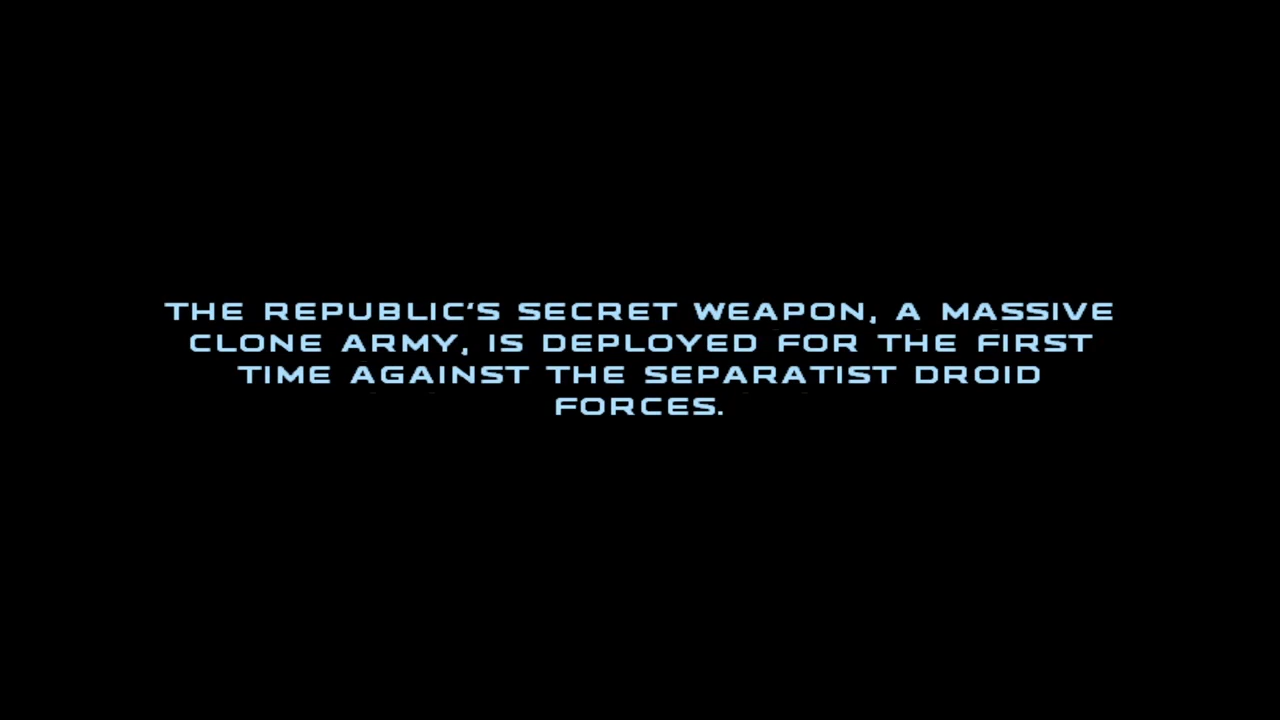 THE REPUBLIC'S SECRET WEAPON, A MASSIVE
CLONE ARMY, IS DEPLOYED FOR THE FIRST
TIME AGAINST THE SEPARATIST DROID
FORCES.